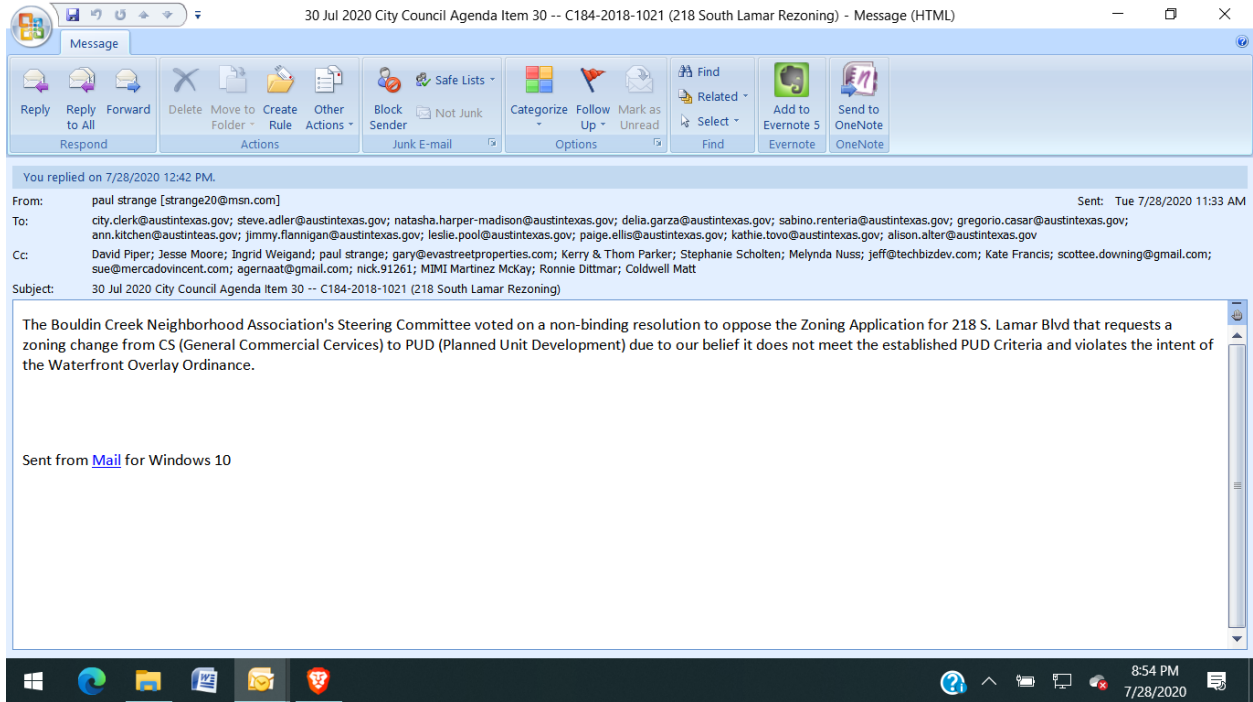 30 Jul 2020 City Council Agenda Item 30 -- C184-2018-1021 (218 South Lamar Rezoning) - Message (HTML)
Message
Reply
Reply to All
Forward
Respond
Delete
Move to Folder
Create Rule
Other Actions
Actions
Block Sender
Safe Lists
Not Junk
Junk E-mail
Categorize
Follow Up
Mark as Unread
Options
Find
Related
Select
Find
Add to Evernote 5
Evernote
Send to OneNote
OneNote
You replied on 7/28/2020 12:42 PM.
From: paul strange [strange20@msn.com] Sent: Tue 7/28/2020 11:33 AM
To: city.clerk@austintexas.gov; steve.adler@austintexas.gov; natasha.harper-madison@austintexas.gov; delia.garza@austintexas.gov; sabino.renteria@austintexas.gov; gregorio.casar@austintexas.gov;
ann.kitchen@austinteas.gov; jimmy.flannigan@austintexas.gov; leslie.pool@austintexas.gov; paige.ellis@austintexas.gov; kathie.tovo@austintexas.gov; alison.alter@austintexas.gov
Cc: David Piper; Jesse Moore; Ingrid Weigand; paul strange; gary@evastreetproperties.com; Kerry & Thom Parker; Stephanie Scholten; Melynda Nuss; jeff@techbizdev.com; Kate Francis; scottee.downing@gmail.com;
sue@mercadovincent.com; agernaat@gmail.com; nick.91261; MIMI Martinez McKay; Ronnie Dittmar; Coldwell Matt
Subject: 30 Jul 2020 City Council Agenda Item 30 -- C184-2018-1021 (218 South Lamar Rezoning)
The Bouldin Creek Neighborhood Association's Steering Committee voted on a non-binding resolution to oppose the Zoning Application for 218 S. Lamar Blvd that requests a
zoning change from CS (General Commercial Cervices) to PUD (Planned Unit Development) due to our belief it does not meet the established PUD Criteria and violates the intent of
the Waterfront Overlay Ordinance.
Sent from Mail for Windows 10
8:54 PM
7/28/2020